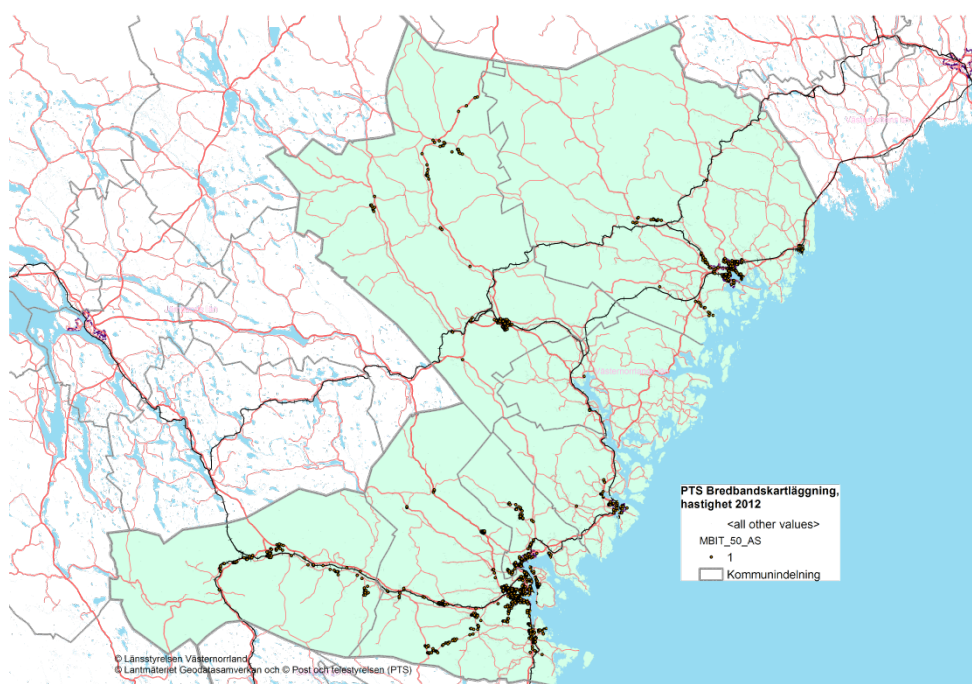 PTS Bredbandskartläggning,
hastighet 2012
<all other values>
MBIT_50_AS
1
Kommunindelning
© Länsstyrelsen Västernorrland
© Lantmäteriet Geodatasamverkan och © Post och Telestyrelsen (PTS)